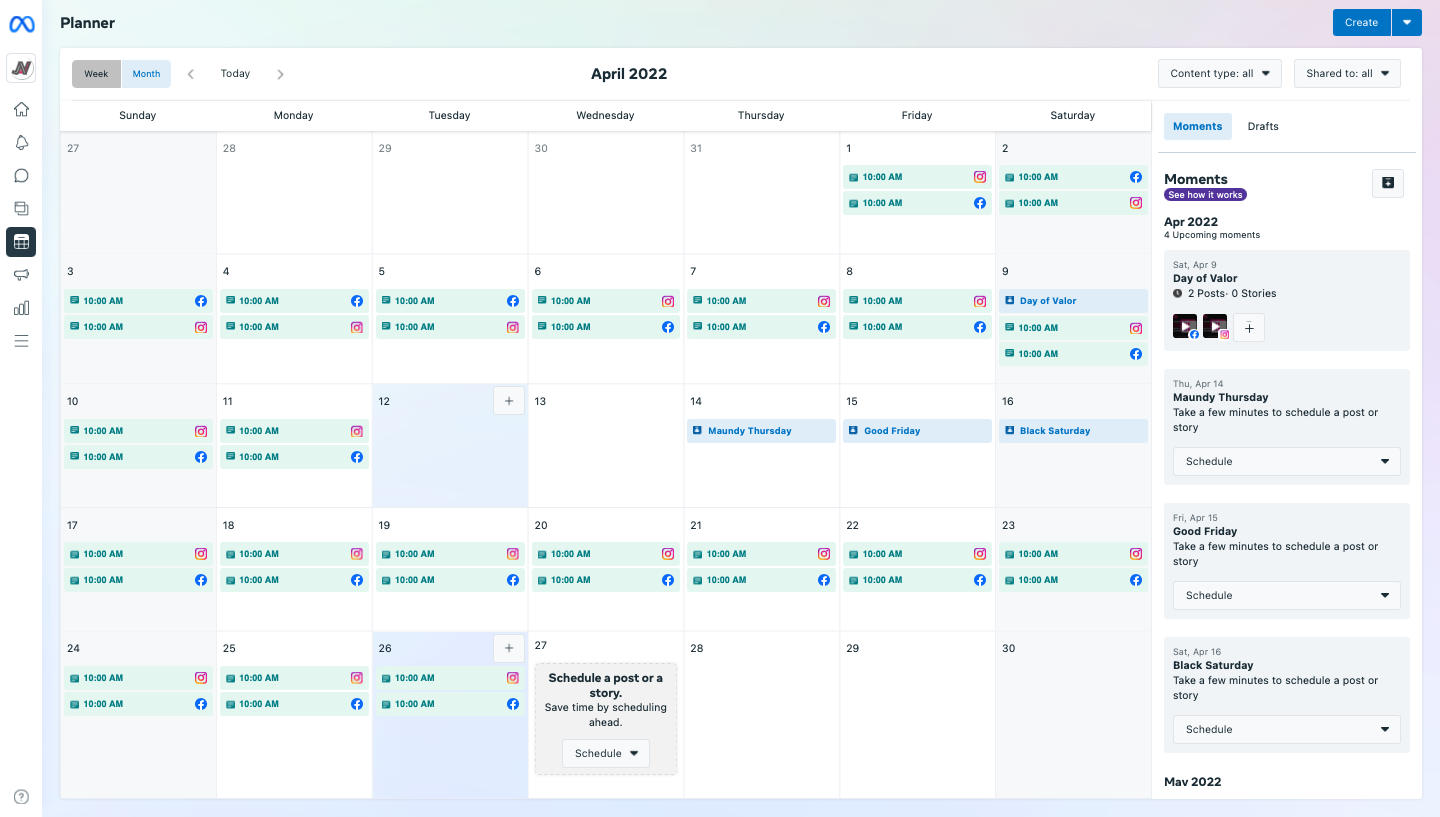 Planner
Create
Week Month Today
April 2022
Content type: all
Shared to: all
Sunday Monday Tuesday Wednesday Thursday Friday Saturday
27 28 29 30 31 1 2
10:00 AM 10:00 AM
10:00 AM 10:00 AM
3 4 5 6 7 8 9
10:00 AM 10:00 AM 10:00 AM 10:00 AM 10:00 AM 10:00 AM Day of Valor
10:00 AM 10:00 AM 10:00 AM 10:00 AM 10:00 AM 10:00 AM 10:00 AM
10:00 AM
10 11 12 13 14 15 16
10:00 AM 10:00 AM Maundy Thursday Good Friday Black Saturday
10:00 AM 10:00 AM
17 18 19 20 21 22 23
10:00 AM 10:00 AM 10:00 AM 10:00 AM 10:00 AM 10:00 AM 10:00 AM
10:00 AM 10:00 AM 10:00 AM 10:00 AM 10:00 AM 10:00 AM 10:00 AM
24 25 26 27 28 29 30
10:00 AM 10:00 AM 10:00 AM
10:00 AM 10:00 AM 10:00 AM
Schedule a post or a
story.
Save time by scheduling
ahead.
Schedule
Moments Drafts
Moments
See how it works
Apr 2022
4 Upcoming moments
Sat, Apr 9
Day of Valor
2 Posts· 0 Stories
Thu, Apr 14
Maundy Thursday
Take a few minutes to schedule a post or
story
Schedule
Fri, Apr 15
Good Friday
Take a few minutes to schedule a post or
story
Schedule
Sat, Apr 16
Black Saturday
Take a few minutes to schedule a post or
story
Schedule
May 2022